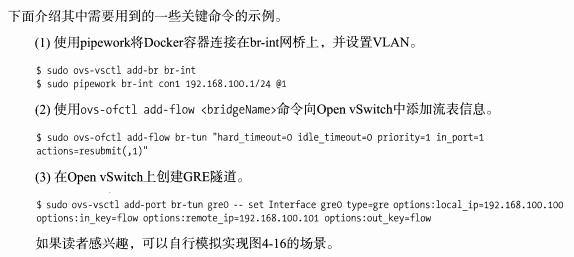 下面介绍其中需要用到的一些关键命令的示例。
(1) 使用pipework将Docker容器连接在br-int网桥上，并设置VLAN。
$ sudo ovs-vsctl add-br br-int
$ sudo pipework br-int con1 192.168.100.1/24 @1
(2) 使用ovs-ofctl add-flow <bridgeName>命令向Open vSwitch中添加流表信息。
$ sudo ovs-ofctl add-flow br-tun "hard_timeout=0 idle_timeout=0 priority=1 in_port=1
actions=resubmit(,1)"
(3) 在Open vSwitch上创建GRE隧道。
$ sudo ovs-vsctl add-port br-tun gre0 -- set Interface gre0 type=gre options:local_ip=192.168.100.100
options:in_key=flow options:remote_ip=192.168.100.101 options:out_key=flow
如果读者感兴趣，可以自行模拟实现图4-16的场景。